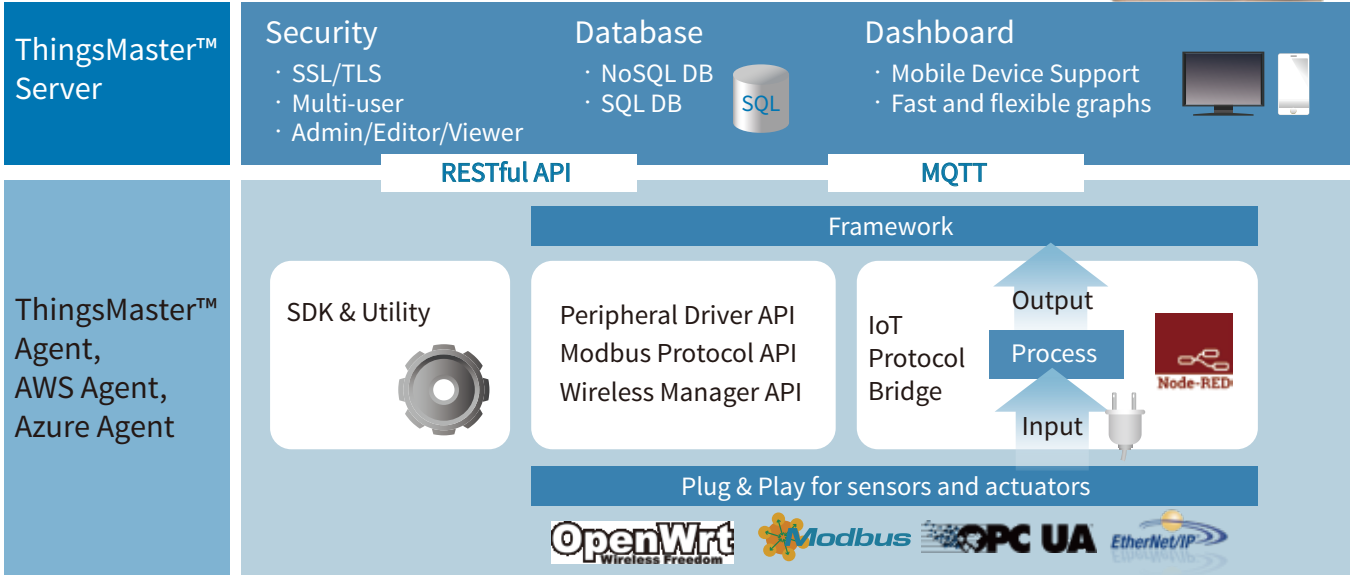 ThingsMaster™
Server
Security
· SSL/TLS
· Multi-user
· Admin/Editor/Viewer
Database
· NoSQL DB
· SQL DB
SQL
Dashboard
· Mobile Device Support
· Fast and flexible graphs
RESTful API
MQTT
ThingsMaster™
Agent,
AWS Agent,
Azure Agent
Framework
SDK & Utility
Peripheral Driver API
Modbus Protocol API
Wireless Manager API
IoT
Protocol
Bridge
Output
Process
Input
Node-RED
Plug & Play for sensors and actuators
OpenWrt
Wireless Freedom
Modbus
OPC UA
EtherNet/IP